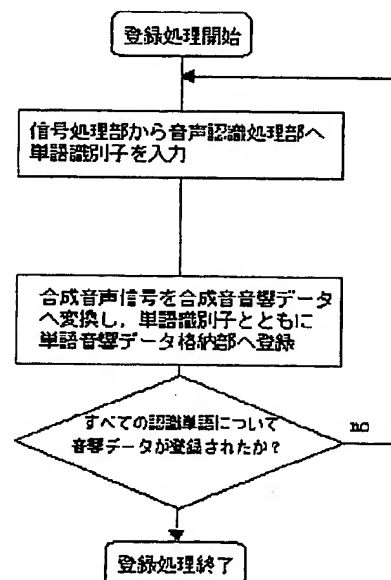 登録処理開始
信号処理部から音声認識処理部へ
単語識別子を入力
合成音声信号を合成音音響データ
へ変換し，単語識別子とともに
単語音響データ格納部へ登録
すべての認識単語について
音響データが登録されたか？
no
登録処理終了